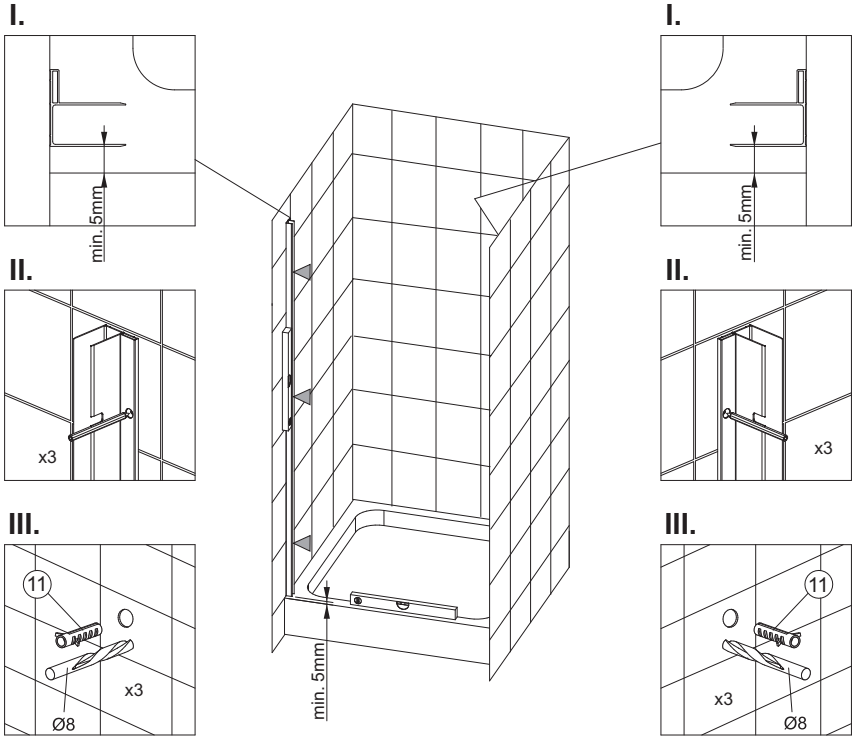 I.
I.
min. 5mm
min. 5mm
II.
II.
x3
x3
III.
III.
11
11
x3
x3
Ø8
Ø8
min. 5mm